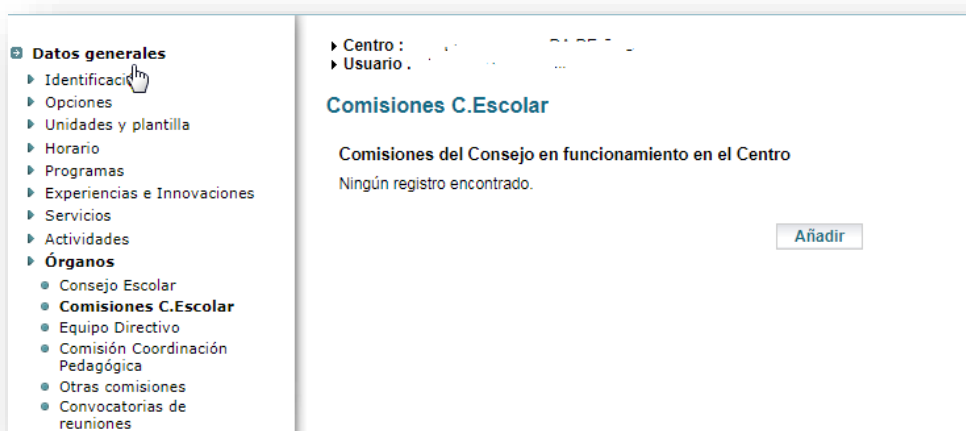 Datos generales
Identificaci
Opciones
Unidades y plantilla
Horario
Programas
Experiencias e Innovaciones
Servicios
Actividades
Órganos
Consejo Escolar
Comisiones C.Escolar
Equipo Directivo
Comisión Coordinación
Pedagógica
Otras comisiones
Convocatorias de
reuniones
Centro :
Usuario .
Comisiones C.Escolar
Comisiones del Consejo en funcionamiento en el Centro
Ningún registro encontrado.
Añadir